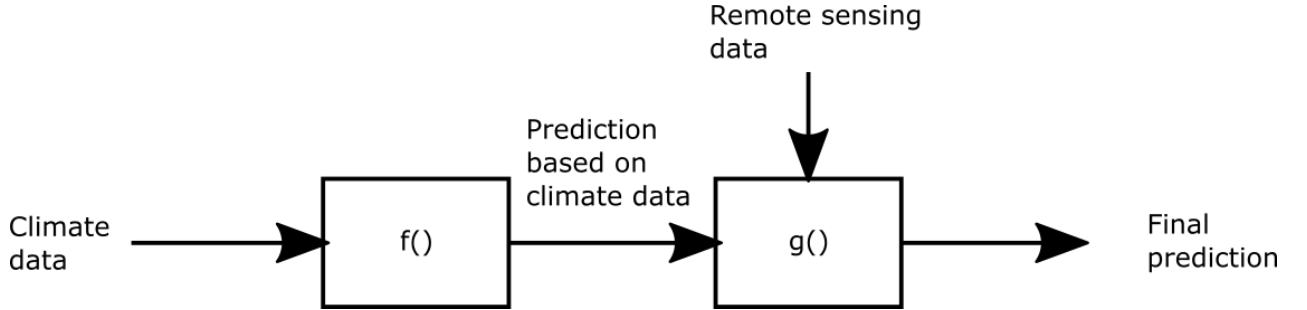 Remote sensing
data
Prediction
based on
climate data
Climate
data
f()
g()
Final
prediction